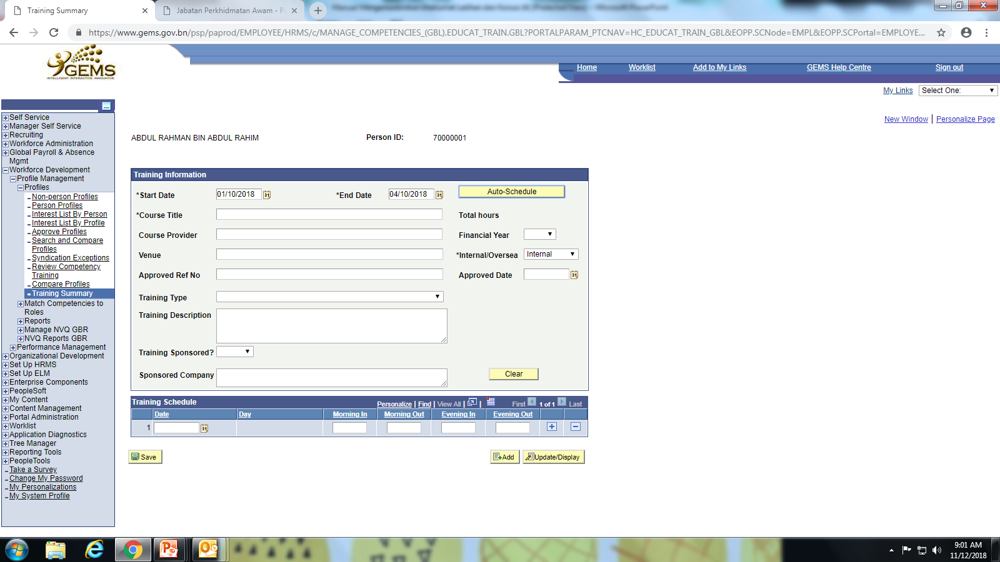 Training Summary
Jabatan Perkhidmatan Awam - P
https://www.gems.gov.bn/psp/paprod/EMPLOYEE/HRMS/c/MANAGE_COMPETENCIES_(GBL).EDUCAT_TRAIN.GBL?PORTALPARAM_PTCNAV=HC_EDUCAT_TRAIN_GBL&EOPP.SCNode=EMPL&EOPP.SCPortal=EMPLOYE...
GEMS
INTELLIGENT. INTERACTIVE. INNOVATIVE.
Home Worklist Add to My Links GEMS Help Centre Sign out
My Links Select One:
New Window | Personalize Page
Self Service
Manager Self Service
Recruiting
Workforce Administration
Global Payroll & Absence
Mgmt
Workforce Development
Profile Management
Profiles
Non-person Profiles
Person Profiles
Interest List By Person
Interest List By Profile
Approve Profiles
Search and Compare
Profiles
Syndication Exceptions
Review Competency
Training
Compare Profiles
Training Summary
Match Competencies to
Roles
Reports
Manage NVQ GBR
NVQ Reports GBR
Performance Management
Organizational Development
Set Up HRMS
Set Up ELM
Enterprise Components
PeopleSoft
My Content
Content Management
Portal Administration
Worklist
Application Diagnostics
Tree Manager
Reporting Tools
PeopleTools
Take a Survey
Change My Password
My Personalizations
My System Profile
ABDUL RAHMAN BIN ABDUL RAHIM Person ID: 70000001
Training Information
*Start Date 01/10/2018 *End Date 04/10/2018 Auto-Schedule
*Course Title Total hours
Course Provider Financial Year
Venue *Internal/Oversea Internal
Approved Ref No Approved Date
Training Type
Training Description
Training Sponsored?
Sponsored Company Clear
Training Schedule Personalize | Find | View All | | First 1 of 1 Last
Date Day Morning In Morning Out Evening In Evening Out
1
Save Add Update/Display
9:01 AM
11/12/2018